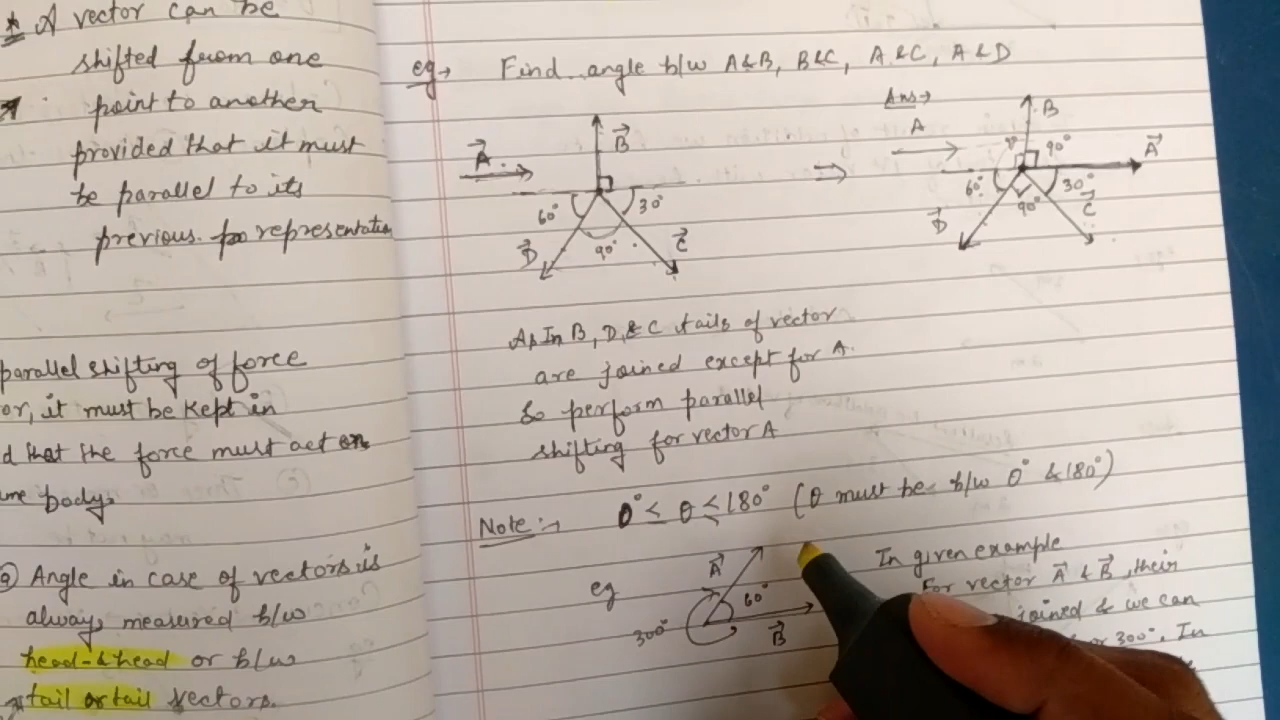 * A vector can be
shifted from one
point to another
provided that it must
be parallel to its
previous representation
parallel shifting of force
or, it must be kept in
d that the force must act on
me body.
Angle in case of vectors is
always measured b/w
head & head or b/w
tail or tail vectors.
eg→ Find angle b/w A&B, B&C, A&C, A&D
A
B
60°
30°
D
90°
C
Ans→
A
B
90°
A
60°
30°
90°
C
D
In B, D, & C tails of vector
are joined except for A.
So perform parallel
shifting for vector A
Note:→ 0° ≤ θ ≤ 180° (θ must be b/w 0° & 180°)
eg
A
60°
300°
B
In given example
For vector A & B, their
joined & we can
or 300°. In